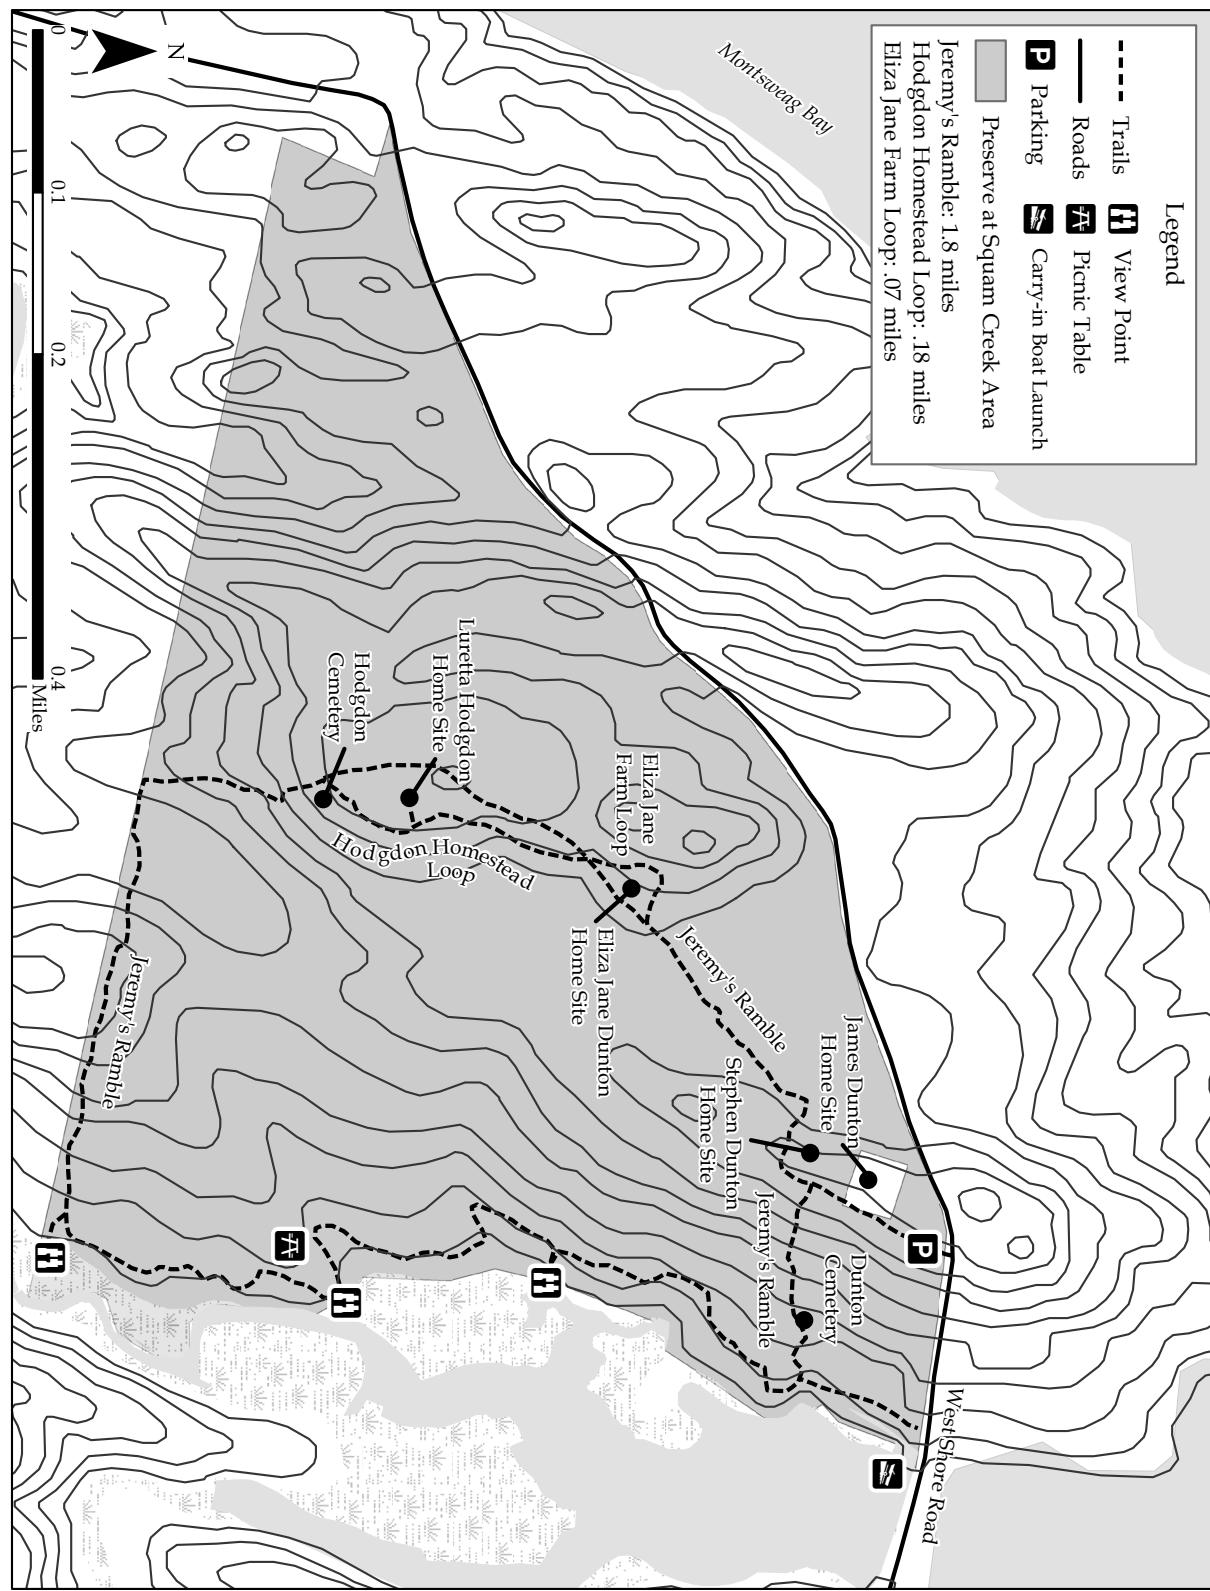 Legend
Trails
View Point
Roads
Picnic Table
P
Parking
Carry-in Boat Launch
Preserve at Squam Creek Area
Jeremy's Ramble: 1.8 miles
Hodgdon Homestead Loop: .18 miles
Eliza Jane Farm Loop: .07 miles
Montsweag Bay
N
0
0.1
0.2
0.4
Miles
Luretta Hodgdon
Home Site
Hodgdon
Cemetery
Hodgdon Homestead
Loop
Eliza Jane
Farm Loop
Eliza Jane Dunton
Home Site
Jeremy's Ramble
James Dunton
Home Site
Stephen Dunton
Home Site
Jeremy's Ramble
Dunton
Cemetery
P
West Shore Road
Jeremy's Ramble